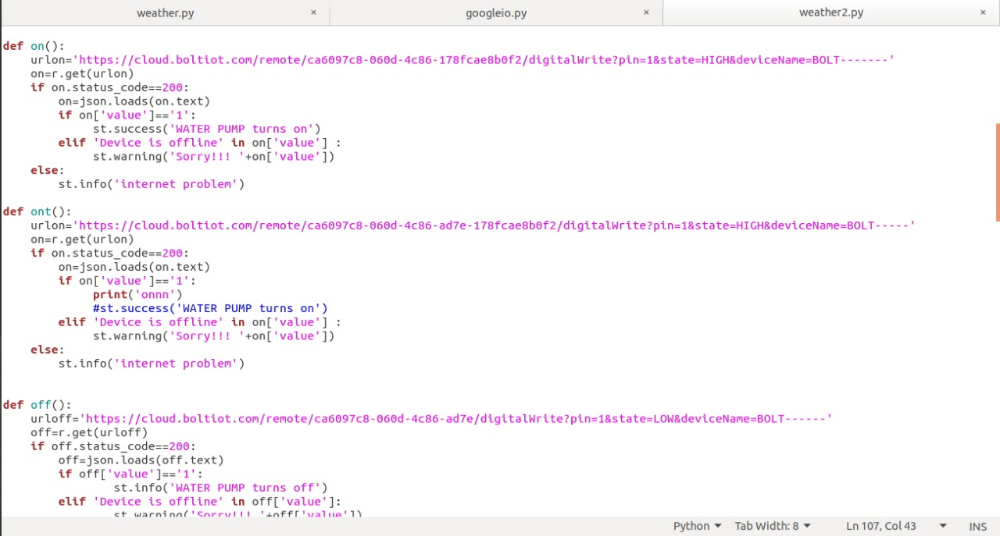 weather.py × googleio.py × weather2.py ×
def on():
    urlon='https://cloud.boltiot.com/remote/ca6097c8-060d-4c86-178fcae8b0f2/digitalWrite?pin=1&state=HIGH&deviceName=BOLT-------'
    on=r.get(urlon)
    if on.status_code==200:
        on=json.loads(on.text)
        if on['value']=='1':
             st.success('WATER PUMP turns on')
        elif 'Device is offline' in on['value'] :
             st.warning('Sorry!!! '+on['value'])
    else:
        st.info('internet problem')
def ont():
    urlon='https://cloud.boltiot.com/remote/ca6097c8-060d-4c86-ad7e-178fcae8b0f2/digitalWrite?pin=1&state=HIGH&deviceName=BOLT-----'
    on=r.get(urlon)
    if on.status_code==200:
        on=json.loads(on.text)
        if on['value']=='1':
             print('onnn')
             #st.success('WATER PUMP turns on')
        elif 'Device is offline' in on['value'] :
             st.warning('Sorry!!! '+on['value'])
    else:
        st.info('internet problem')
def off():
    urloff='https://cloud.boltiot.com/remote/ca6097c8-060d-4c86-ad7e/digitalWrite?pin=1&state=LOW&deviceName=BOLT------'
    off=r.get(urloff)
    if off.status_code==200:
        off=json.loads(off.text)
        if off['value']=='1':
                st.info('WATER PUMP turns off')
        elif 'Device is offline' in off['value']:
                st.warning('Sorry!!! '+off['value'])
Python Tab Width: 8 Ln 107, Col 43 INS